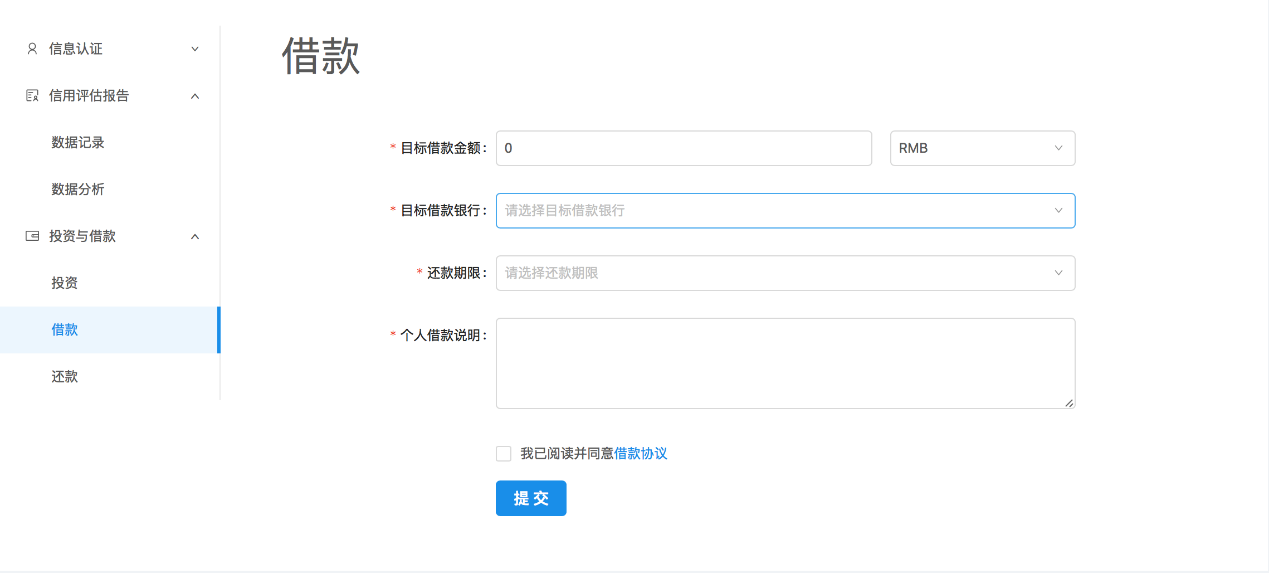 信息认证
信用评估报告
数据记录
数据分析
投资与借款
投资
借款
还款
借款
* 目标借款金额: 0 RMB
* 目标借款银行: 请选择目标借款银行
* 还款期限: 请选择还款期限
* 个人借款说明:
我已阅读并同意借款协议
提 交